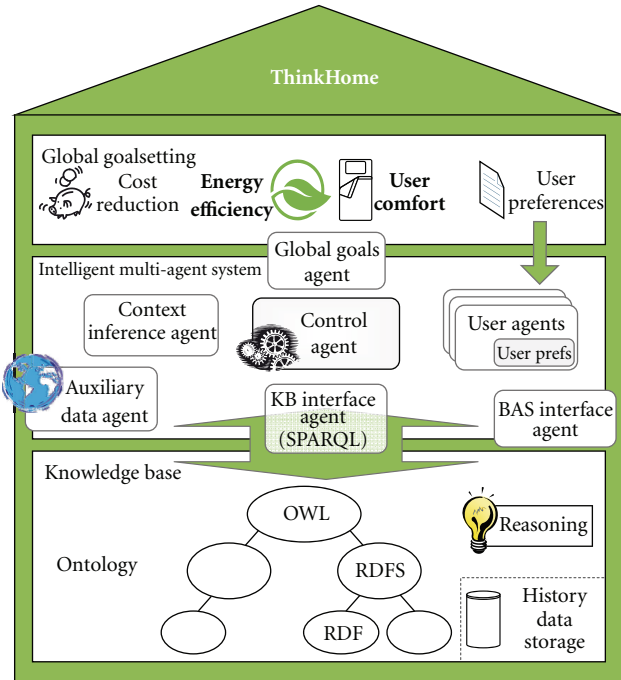 ThinkHome
Global goalsetting
Cost
reduction
Energy
efficiency
User
comfort
User
preferences
Global goals
agent
Intelligent multi-agent system
Context
inference agent
Control
agent
User agents
User prefs
Auxiliary
data agent
KB interface
agent
(SPARQL)
BAS interface
agent
Knowledge base
OWL
Reasoning
Ontology
RDFS
RDF
History
data
storage